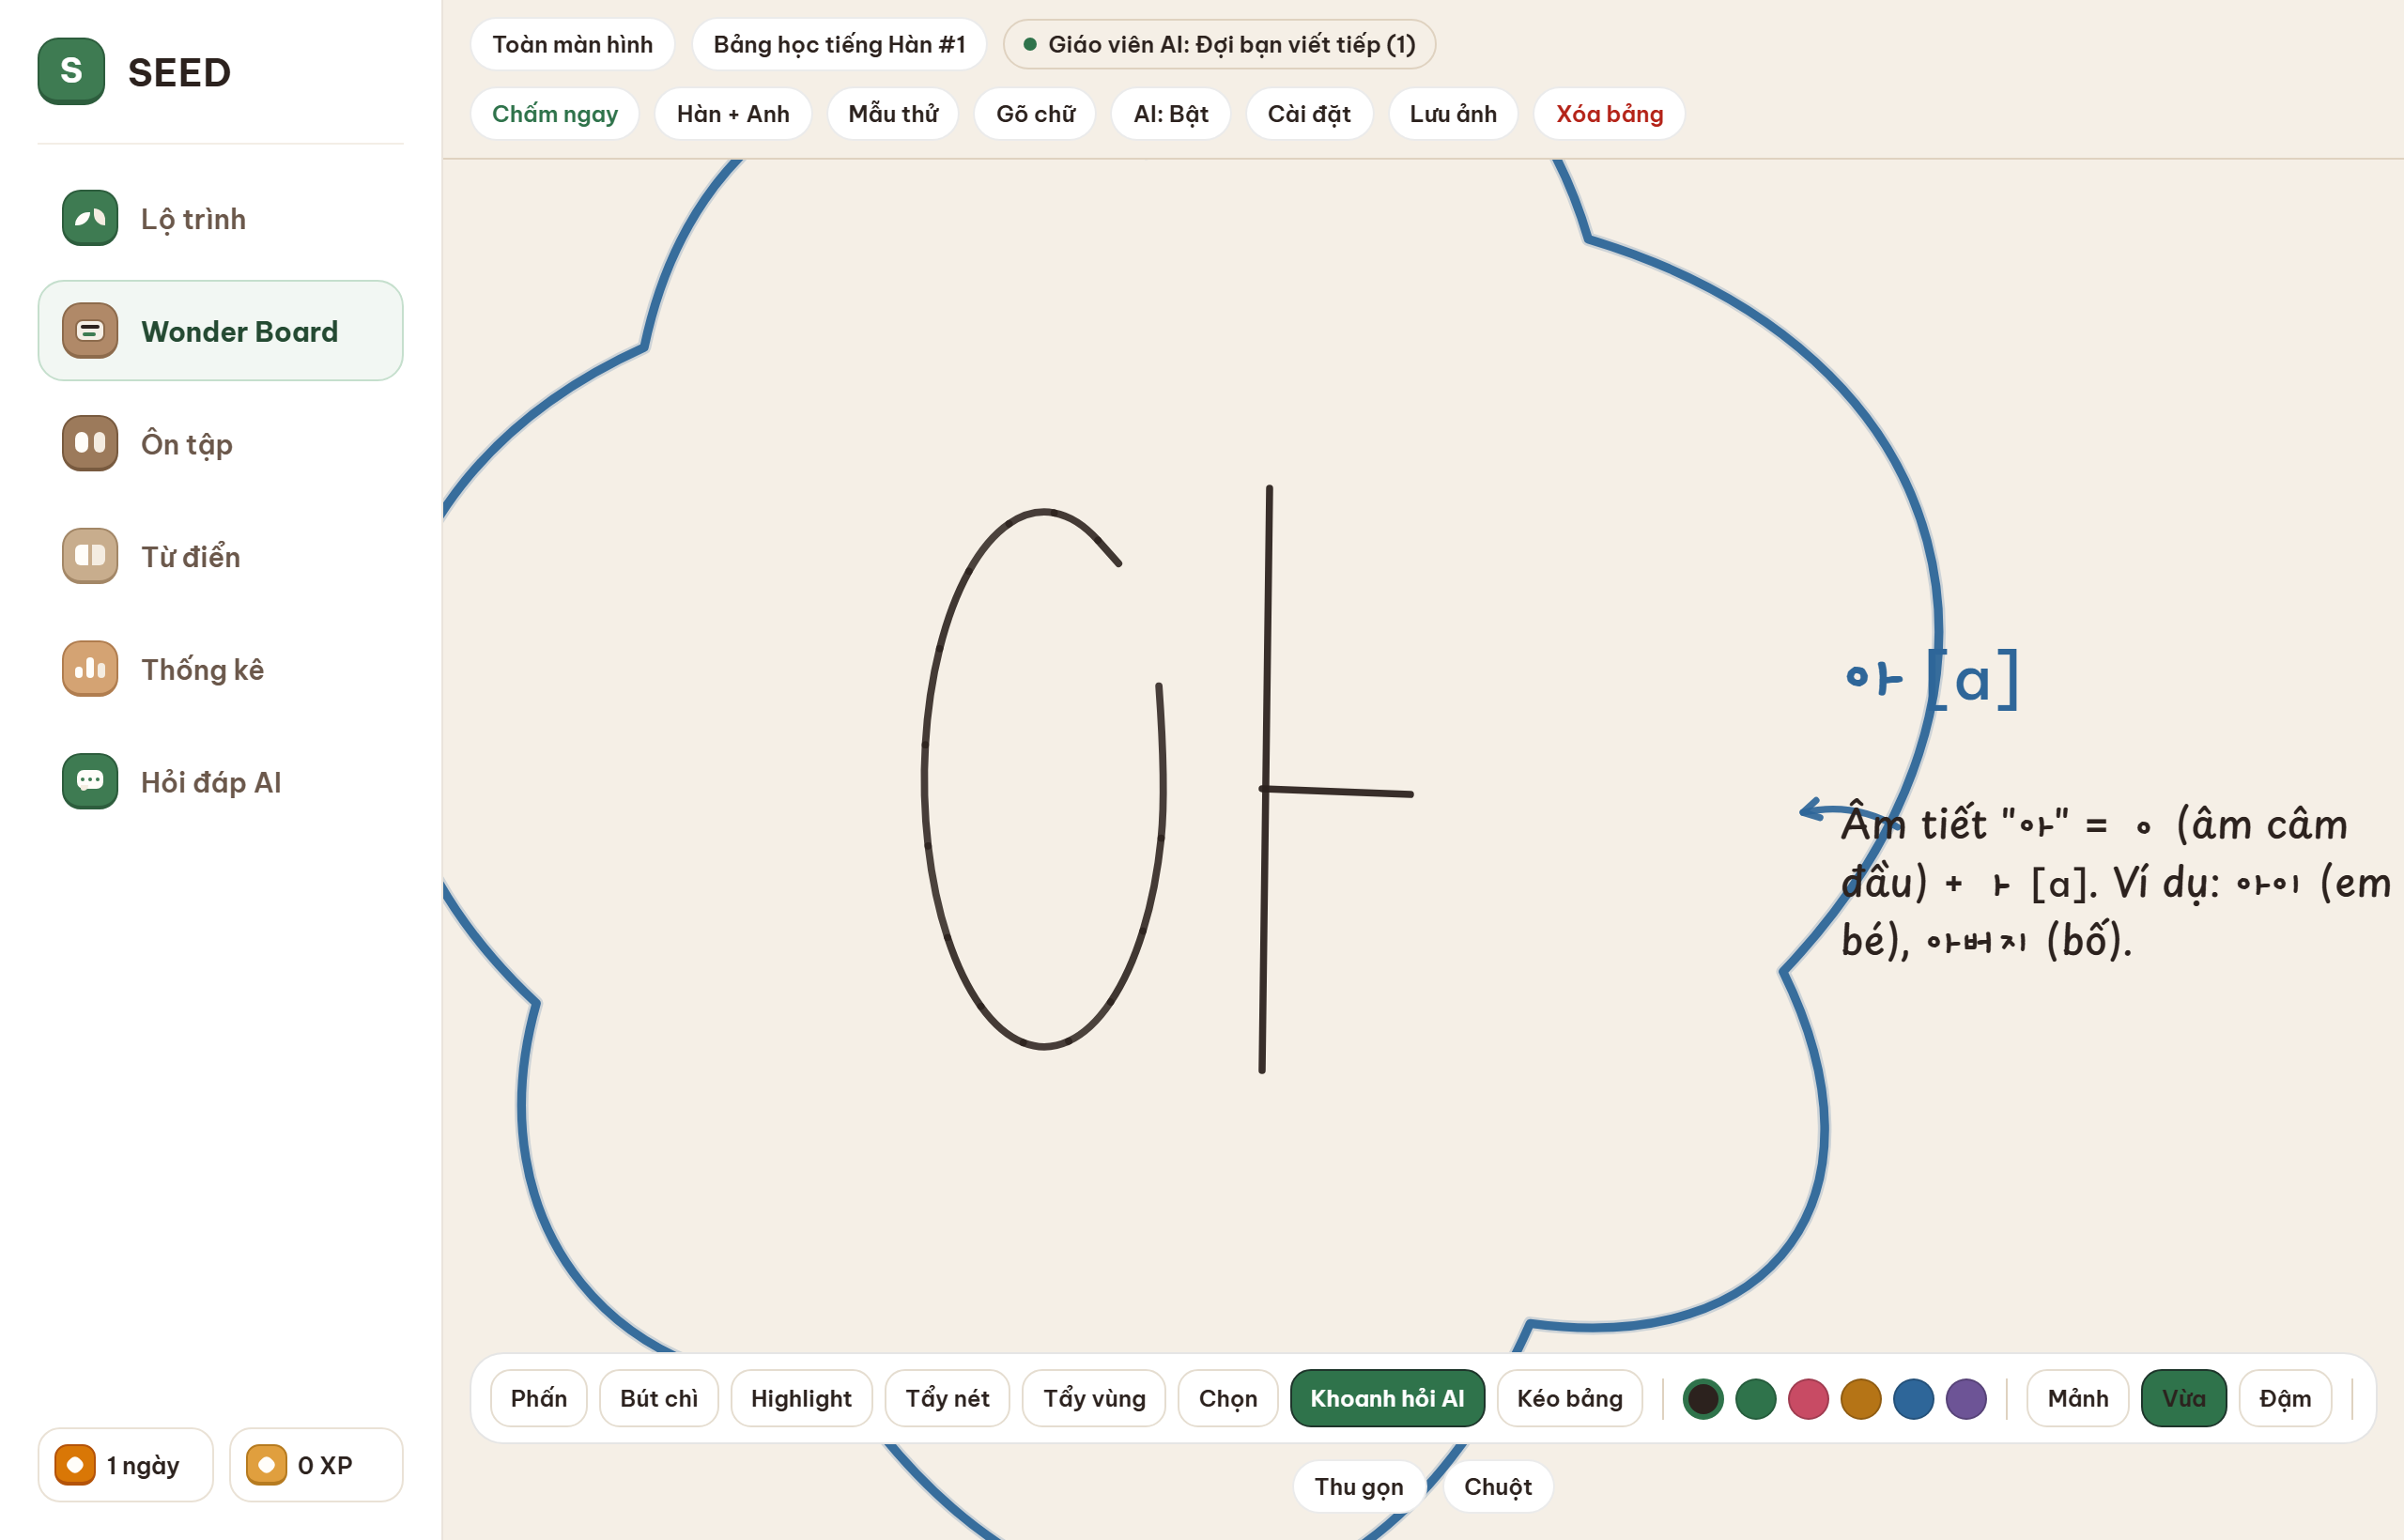 S SEED
Lộ trình
Wonder Board
Ôn tập
Từ điển
Thống kê
Hỏi đáp AI
1 ngày
0 XP
Toàn màn hình
Bảng học tiếng Hàn #1
Giáo viên AI: Đợi bạn viết tiếp (1)
Chấm ngay
Hàn + Anh
Mẫu thử
Gõ chữ
AI: Bật
Cài đặt
Lưu ảnh
Xóa bảng
아
아 [a]
Âm tiết "아" = ㅇ (âm câm
đầu) + ㅏ [a]. Ví dụ: 아이 (em
bé), 아버지 (bố).
Phấn
Bút chì
Highlight
Tẩy nét
Tẩy vùng
Chọn
Khoanh hỏi AI
Kéo bảng
Mảnh
Vừa
Đậm
Thu gọn
Chuột